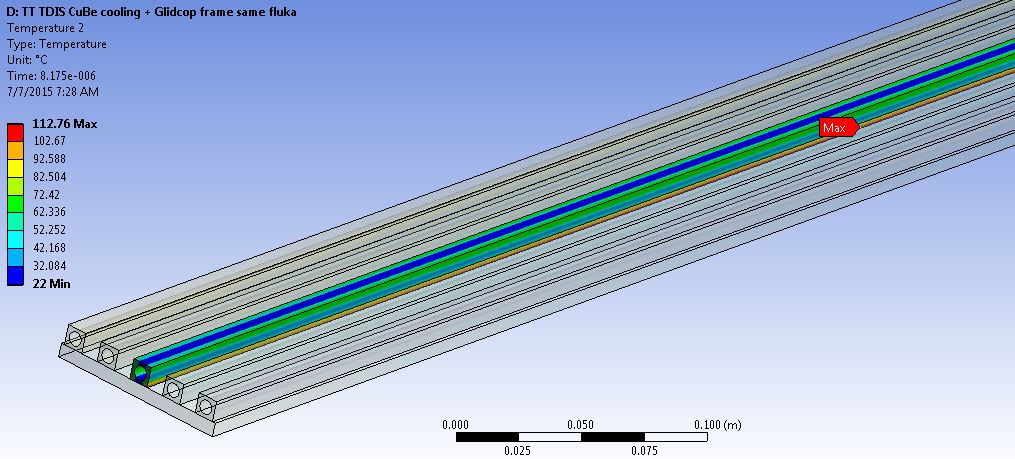 D: TT TDIS CuBe cooling + Glidcop frame same fluka
Temperature 2
Type: Temperature
Unit: °C
Time: 8.175e-006
7/7/2015 7:28 AM
112.76 Max
102.67
92.588
82.504
72.42
62.336
52.252
42.168
32.084
22 Min
Max
0.000 0.050 0.100 (m)
0.025 0.075